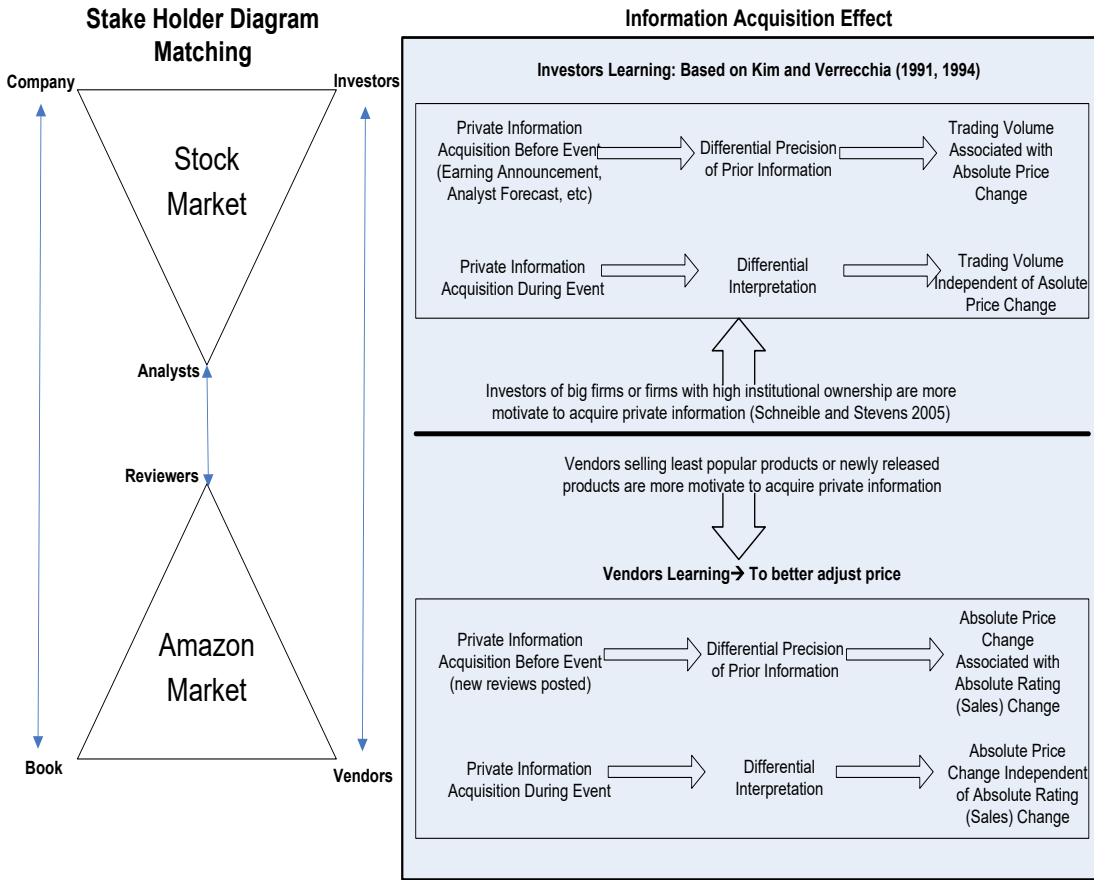 Stake Holder Diagram
Matching
Company
Investors
Stock
Market
Analysts
Reviewers
Amazon
Market
Book
Vendors
Information Acquisition Effect
Investors Learning: Based on Kim and Verrecchia (1991, 1994)
Private Information
Acquisition Before Event
(Earning Announcement,
Analyst Forecast, etc)
Differential Precision
of Prior Information
Trading Volume
Associated with
Absolute Price
Change
Private Information
Acquisition During Event
Differential
Interpretation
Trading Volume
Independent of Asolute
Price Change
Investors of big firms or firms with high institutional ownership are more
motivate to acquire private information (Schneible and Stevens 2005)
Vendors selling least popular products or newly released
products are more motivate to acquire private information
Vendors Learning→ To better adjust price
Private Information
Acquisition Before Event
(new reviews posted)
Differential Precision
of Prior Information
Absolute Price
Change
Associated with
Absolute Rating
(Sales) Change
Private Information
Acquisition During Event
Differential
Interpretation
Absolute Price
Change Independent
of Absolute Rating
(Sales) Change